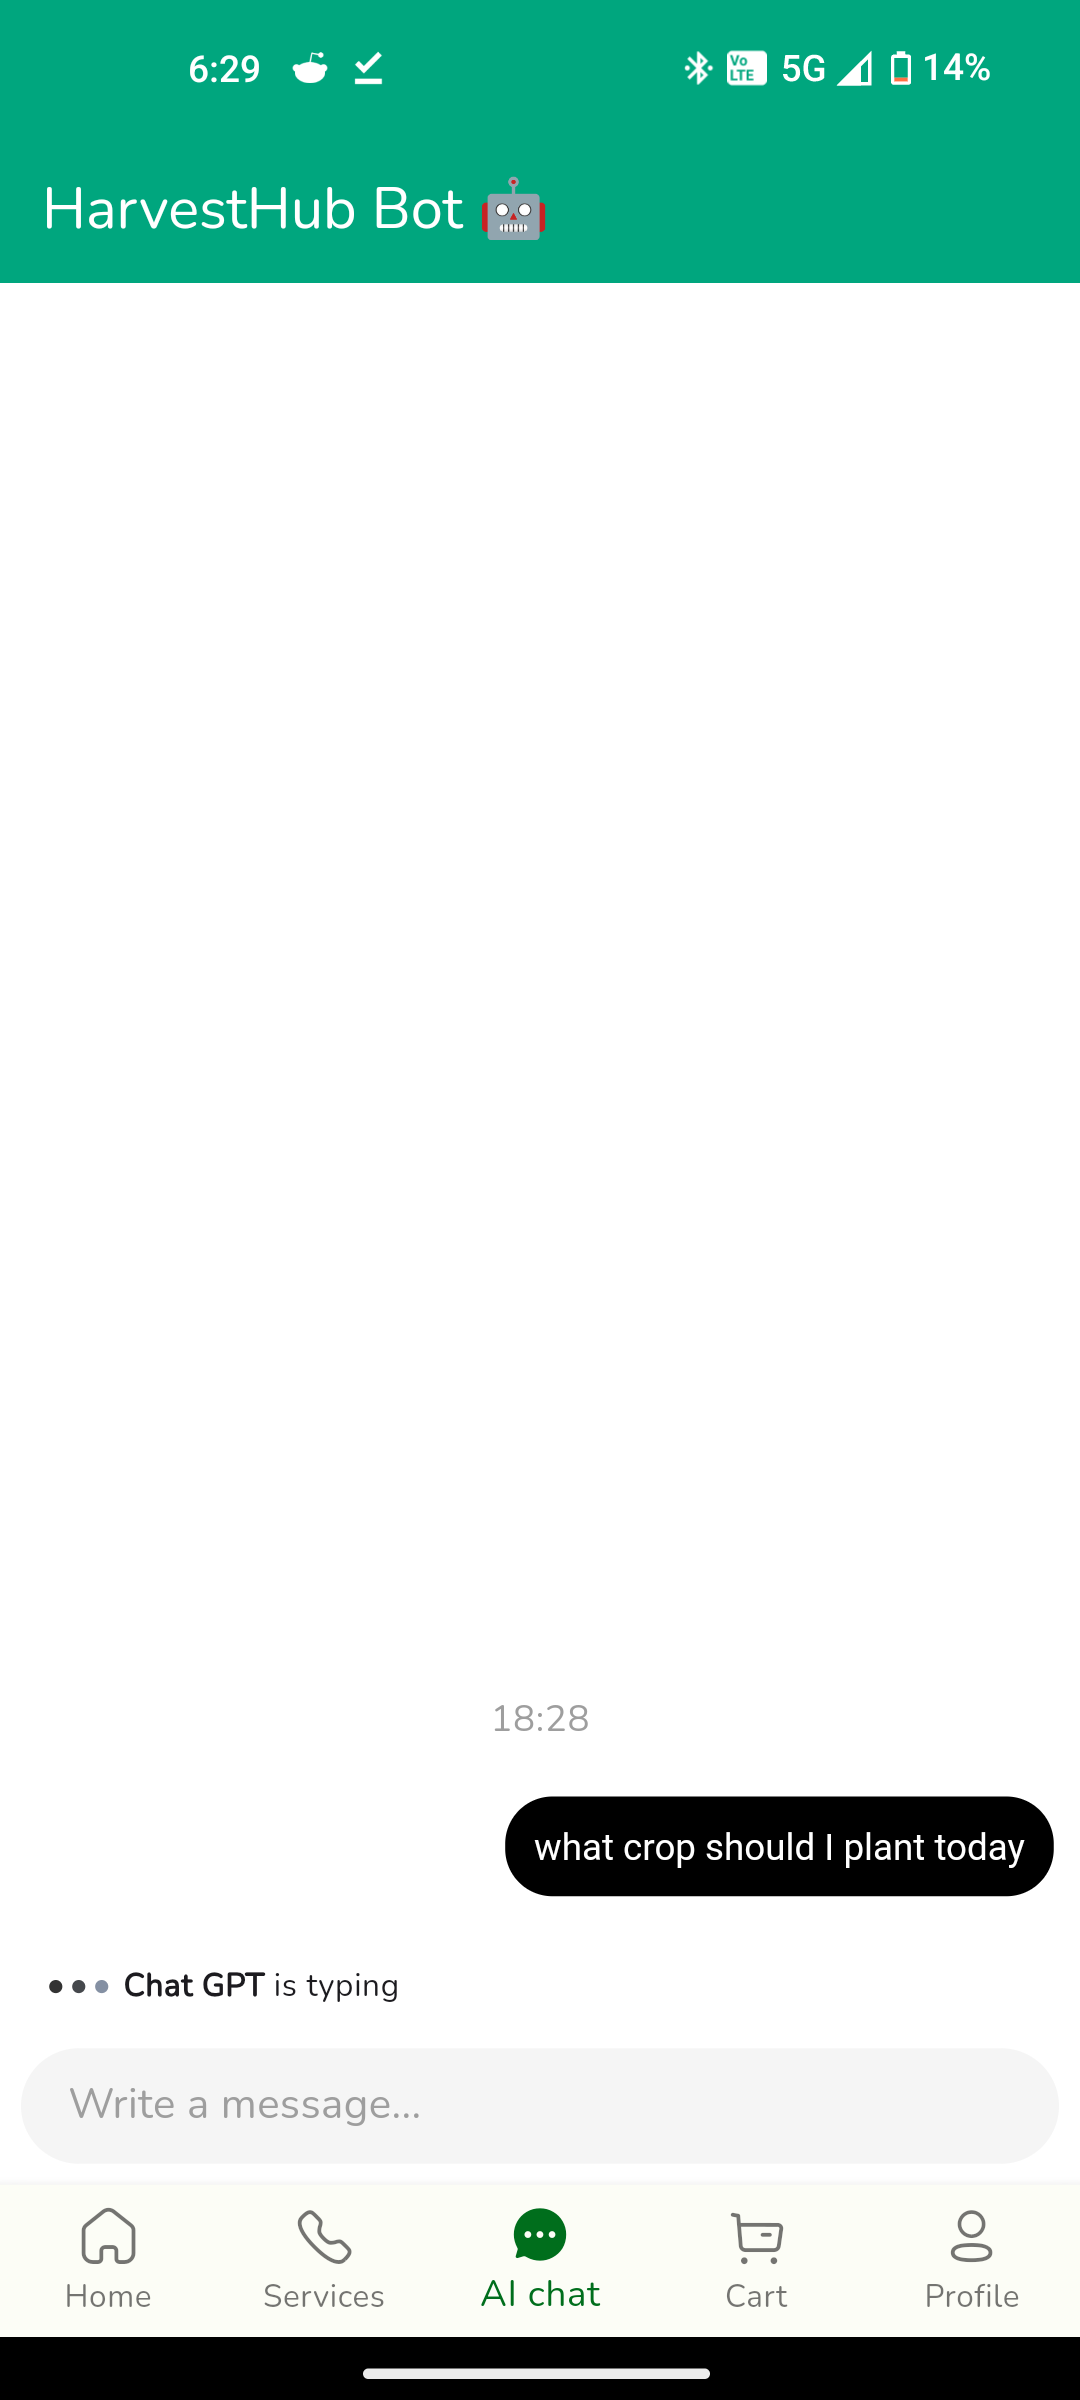 6:29
Vo
LTE
5G
14%
HarvestHub Bot 🤖
18:28
what crop should I plant today
Chat GPT is typing
Write a message...
Home
Services
AI chat
Cart
Profile